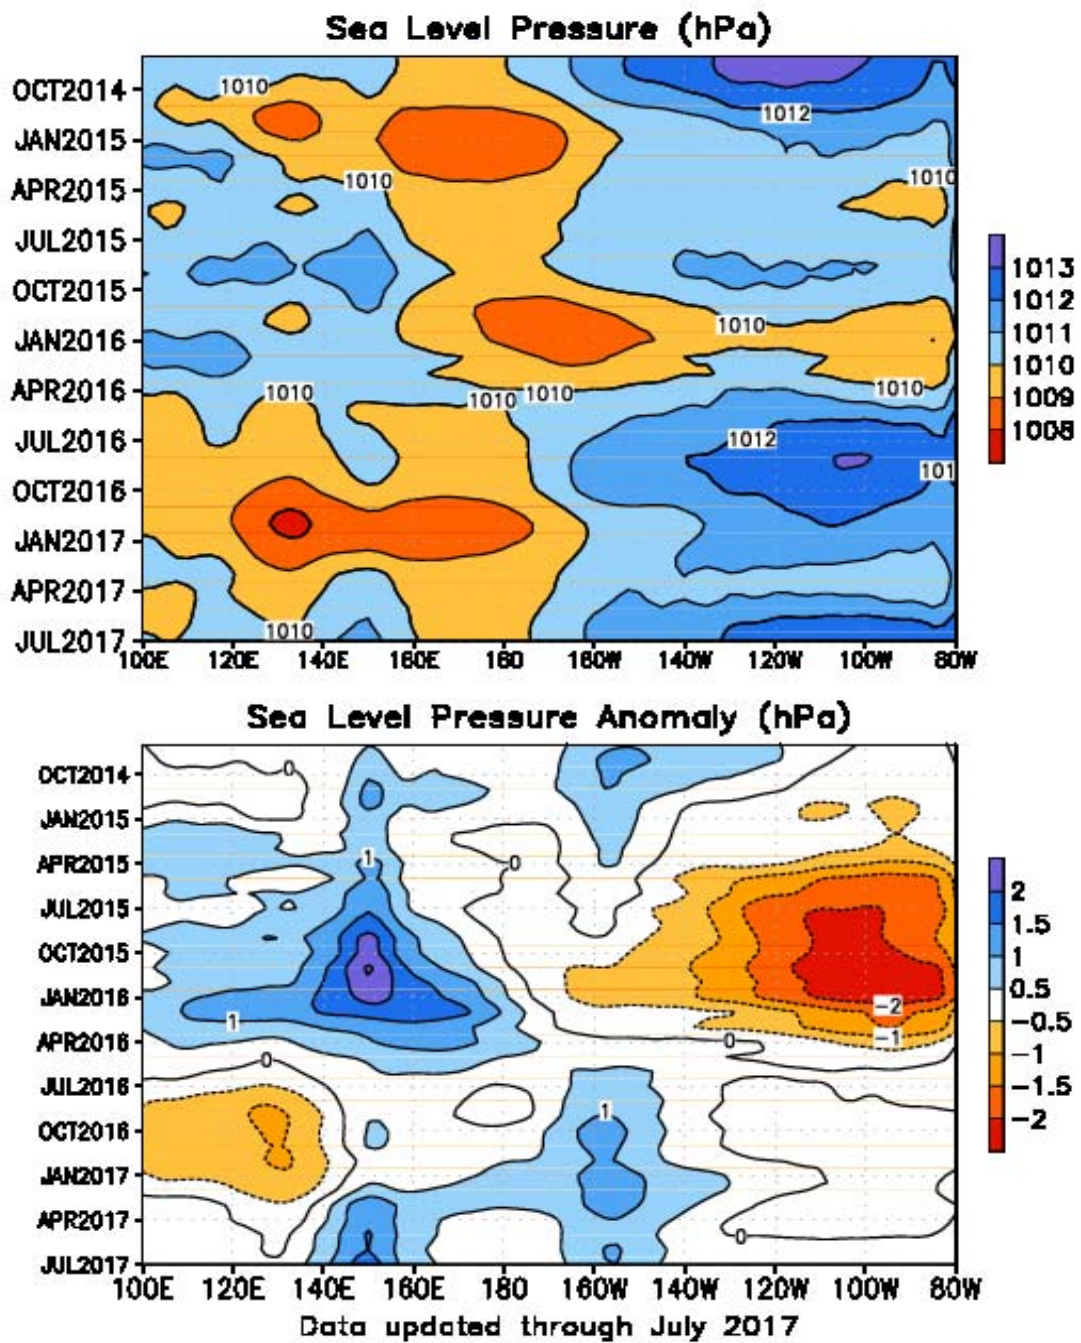 Sea Level Pressure (hPa)
OCT2014
JAN2015
APR2015
JUL2015
OCT2015
JAN2016
APR2016
JUL2016
OCT2016
JAN2017
APR2017
JUL2017
1010
1012
1010
1010
1010
1010
1010
1010
1010
1012
101
1010
100E 120E 140E 160E 180 160W 140W 120W 100W 80W
1013
1012
1011
1010
1009
1008
Sea Level Pressure Anomaly (hPa)
OCT2014
JAN2015
APR2015
JUL2015
OCT2015
JAN2016
APR2016
JUL2016
OCT2016
JAN2017
APR2017
JUL2017
0
1
0
-2
1
-1
0
0
1
0
100E 120E 140E 160E 180 160W 140W 120W 100W 80W
2
1.5
1
0.5
-0.5
-1
-1.5
-2
Data updated through July 2017